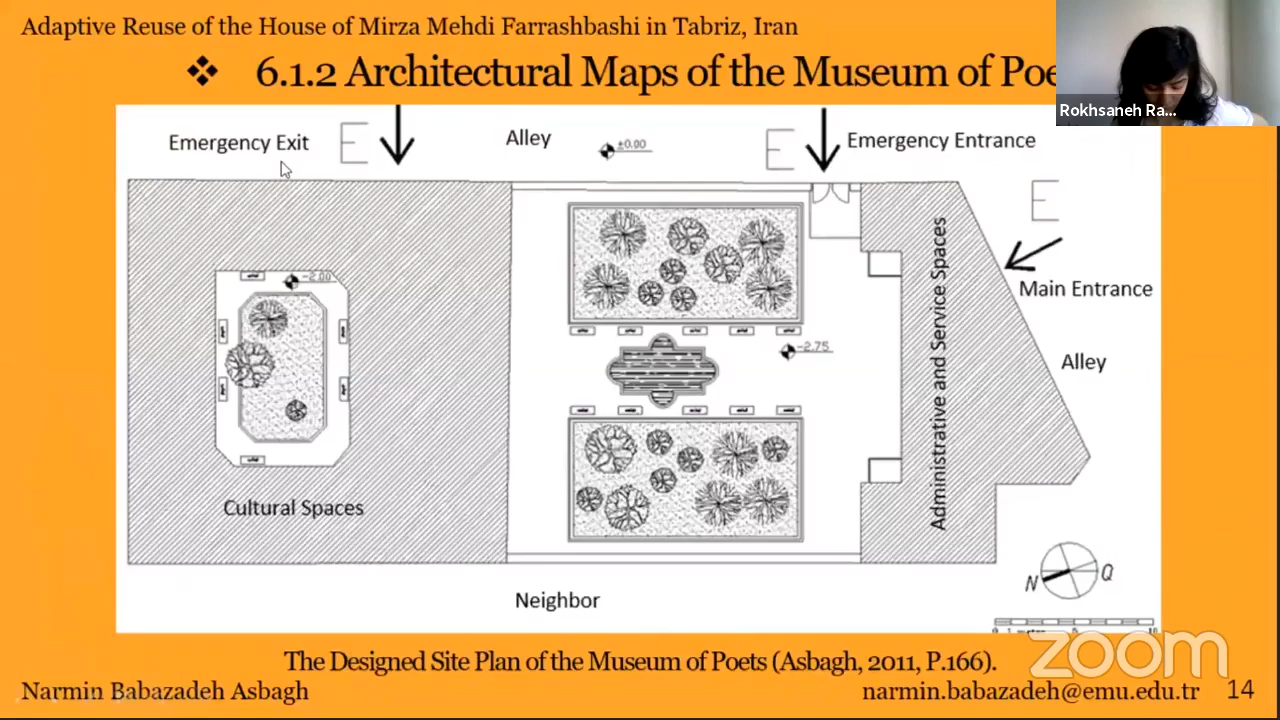 Adaptive Reuse of the House of Mirza Mehdi Farrashbashi in Tabriz, Iran
❖ 6.1.2 Architectural Maps of the Museum of Poe
Rokhsaneh Ra...
Emergency Exit
E
Alley
±0.00
E
Emergency Entrance
E
Main Entrance
Alley
Administrative and Service Spaces
-2.00
-2.75
Cultural Spaces
Neighbor
N
Q
zoom
The Designed Site Plan of the Museum of Poets (Asbagh, 2011, P.166).
Narmin Babazadeh Asbagh
narmin.babazadeh@emu.edu.tr
14